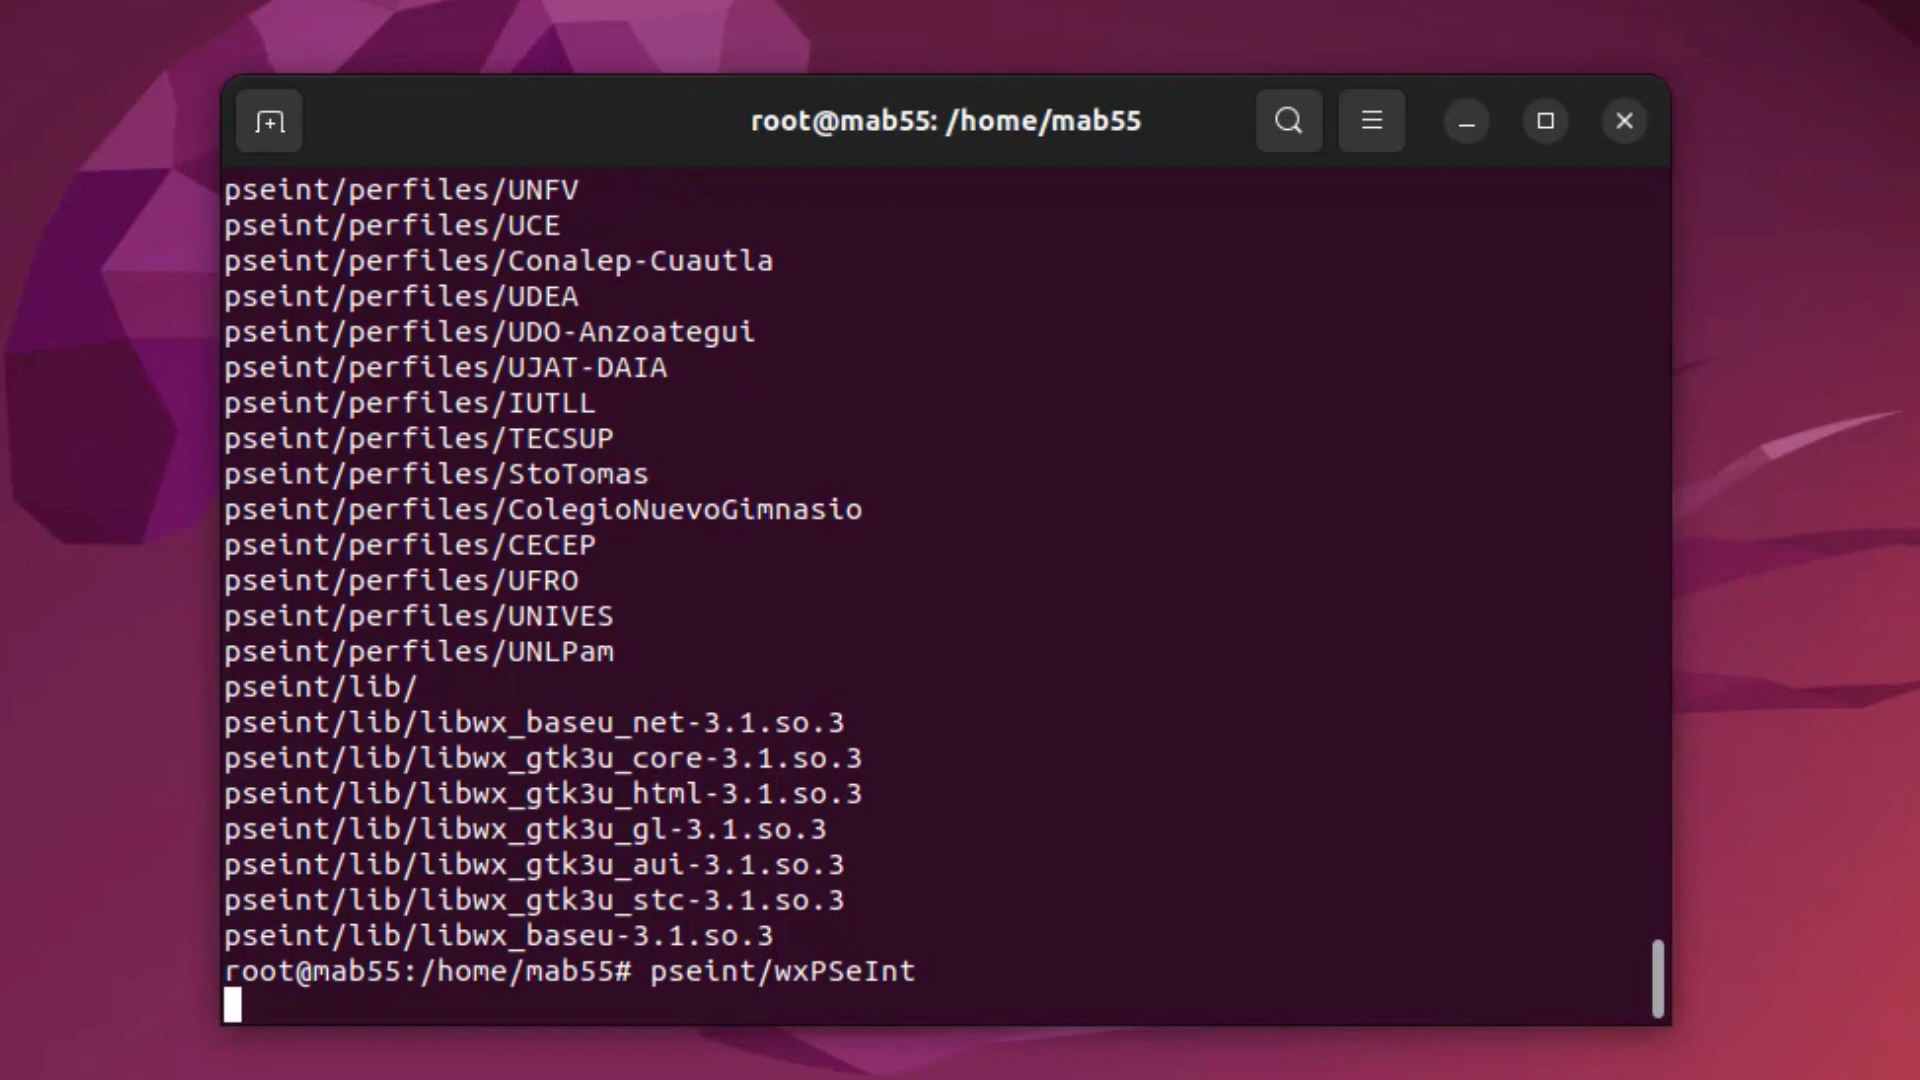 root@mab55: /home/mab55
pseint/perfiles/UNFV
pseint/perfiles/UCE
pseint/perfiles/Conalep-Cuautla
pseint/perfiles/UDEA
pseint/perfiles/UDO-Anzoategui
pseint/perfiles/UJAT-DAIA
pseint/perfiles/IUTLL
pseint/perfiles/TECSUP
pseint/perfiles/StoTomas
pseint/perfiles/ColegioNuevoGimnasio
pseint/perfiles/CECEP
pseint/perfiles/UFRO
pseint/perfiles/UNIVES
pseint/perfiles/UNLPam
pseint/lib/
pseint/lib/libwx_baseu_net-3.1.so.3
pseint/lib/libwx_gtk3u_core-3.1.so.3
pseint/lib/libwx_gtk3u_html-3.1.so.3
pseint/lib/libwx_gtk3u_gl-3.1.so.3
pseint/lib/libwx_gtk3u_aui-3.1.so.3
pseint/lib/libwx_gtk3u_stc-3.1.so.3
pseint/lib/libwx_baseu-3.1.so.3
root@mab55:/home/mab55# pseint/wxPSeInt